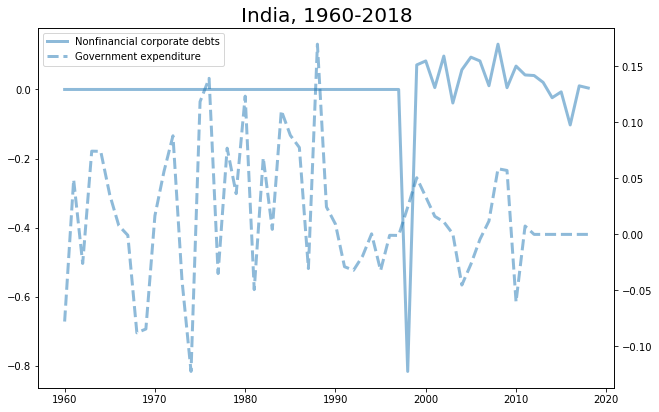 India, 1960-2018
Nonfinancial corporate debts
Government expenditure
0.0
−0.2
−0.4
−0.6
−0.8
0.15
0.10
0.05
0.00
−0.05
−0.10
1960 1970 1980 1990 2000 2010 2020